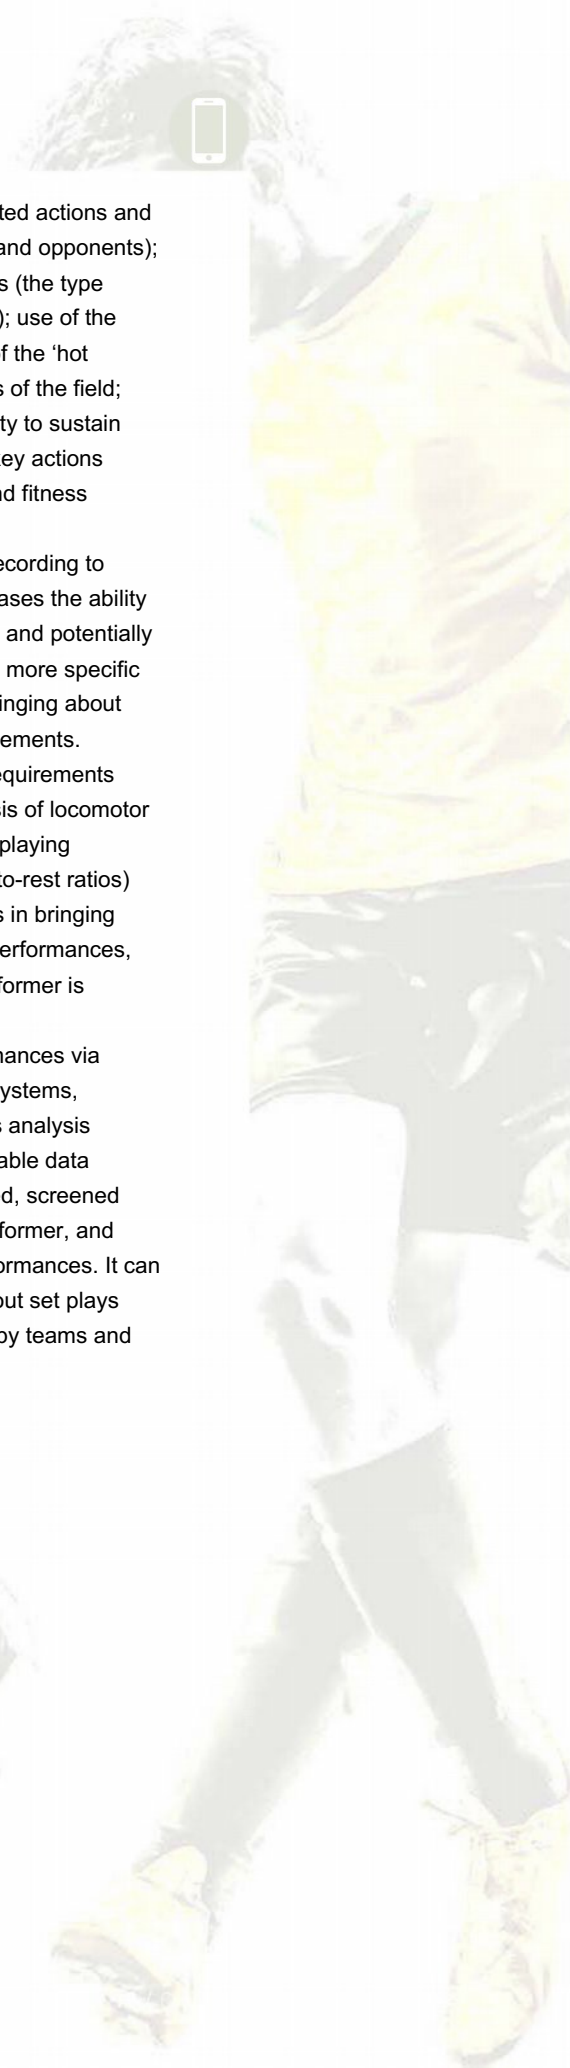 ted actions and
and opponents);
s (the type
); use of the
f the ‘hot
s of the field;
ty to sustain
ey actions
nd fitness
ecording to
ases the ability
and potentially
more specific
inging about
ements.
equirements
is of locomotor
playing
to-rest ratios)
s in bringing
erformances,
former is
nances via
ystems,
s analysis
able data
d, screened
former, and
ormances. It can
out set plays
by teams and